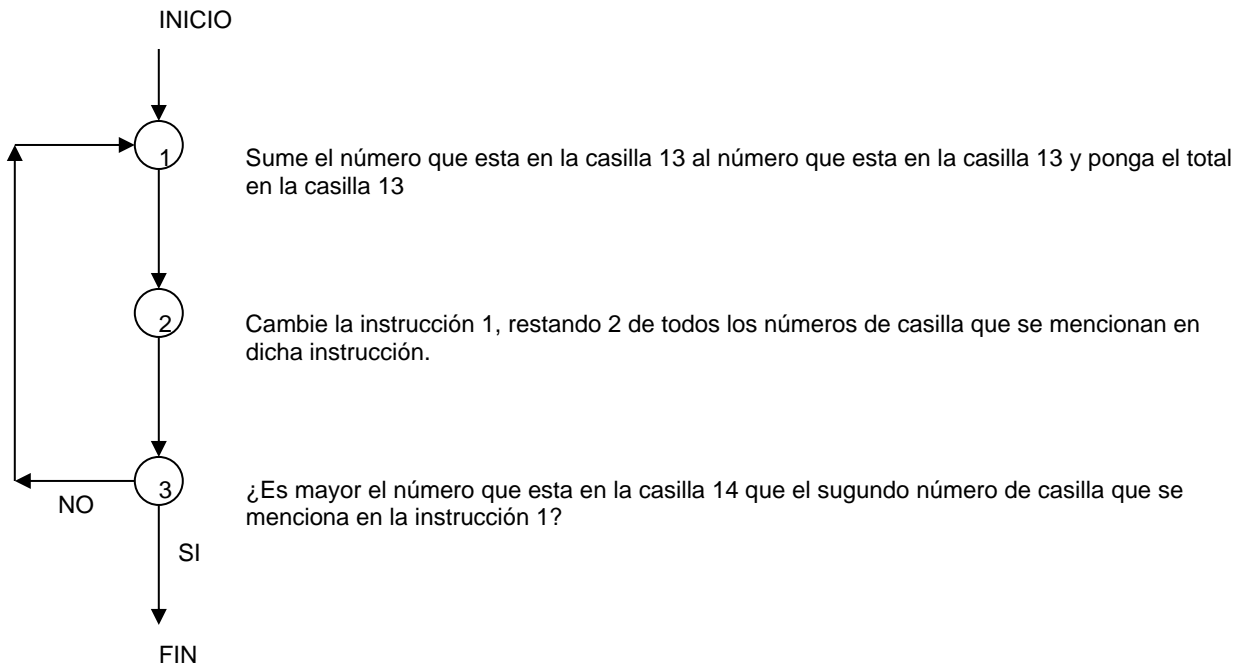 INICIO
1
Sume el número que esta en la casilla 13 al número que esta en la casilla 13 y ponga el total
en la casilla 13
2
Cambie la instrucción 1, restando 2 de todos los números de casilla que se mencionan en
dicha instrucción.
3
¿Es mayor el número que esta en la casilla 14 que el sugundo número de casilla que se
menciona en la instrucción 1?
NO
SI
FIN